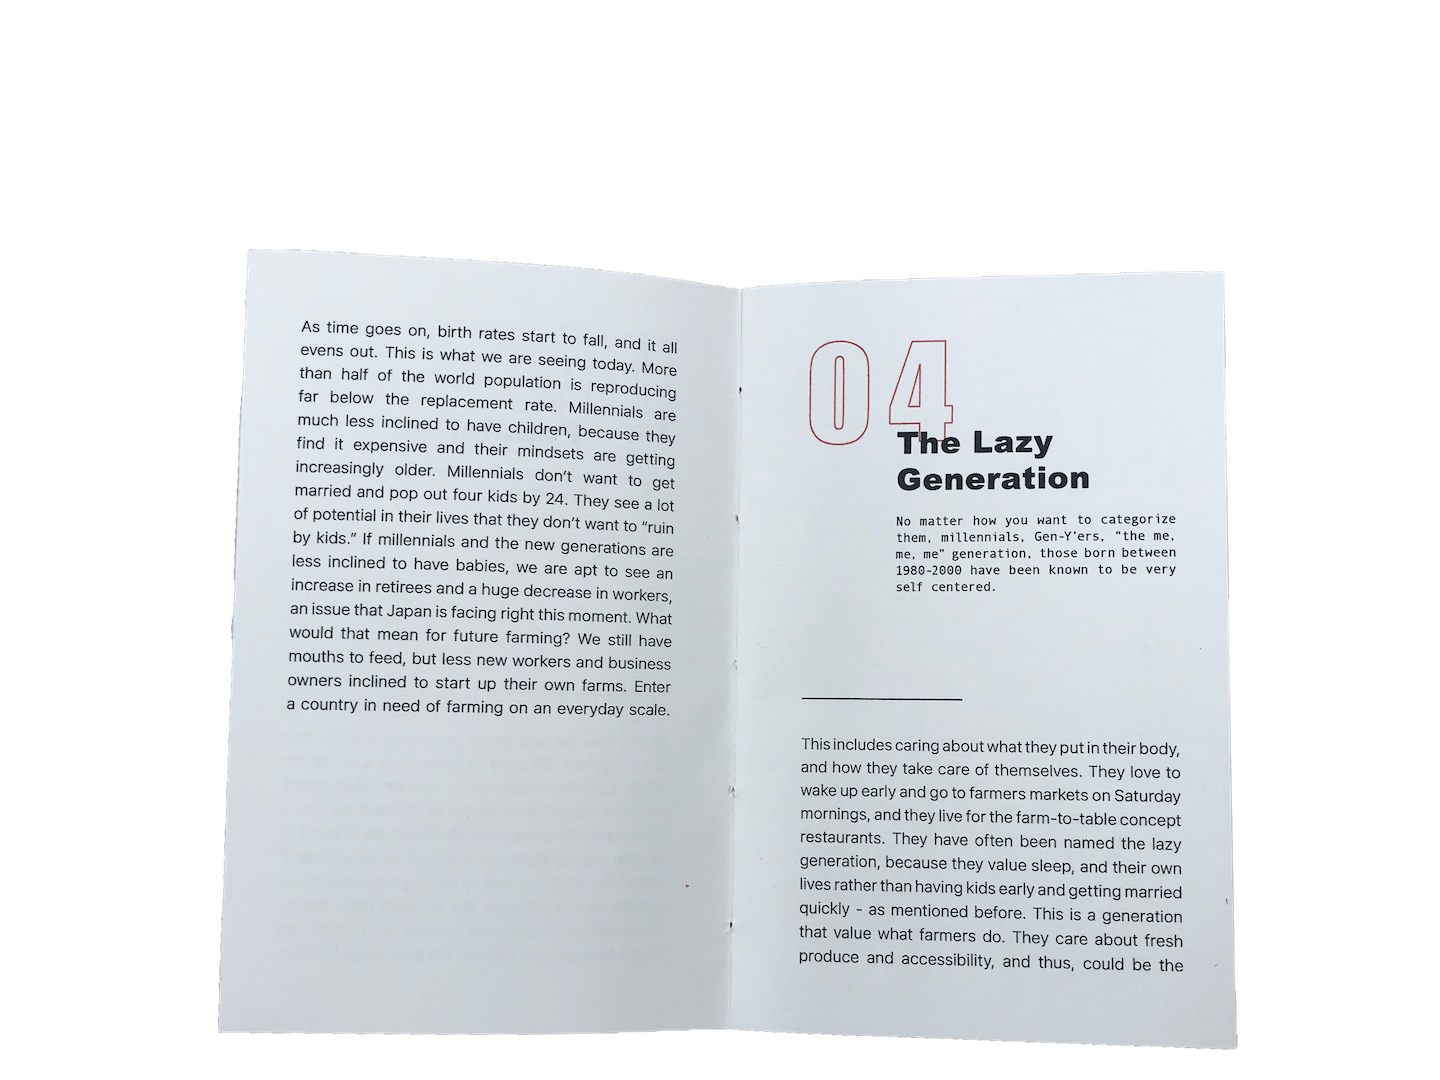 As time goes on, birth rates start to fall, and it all
evens out. This is what we are seeing today. More
than half of the world population is reproducing
far below the replacement rate. Millennials are
much less inclined to have children, because they
find it expensive and their mindsets are getting
increasingly older. Millennials don’t want to get
married and pop out four kids by 24. They see a lot
of potential in their lives that they don’t want to “ruin
by kids.” If millennials and the new generations are
less inclined to have babies, we are apt to see an
increase in retirees and a huge decrease in workers,
an issue that Japan is facing right this moment. What
would that mean for future farming? We still have
mouths to feed, but less new workers and business
owners inclined to start up their own farms. Enter
a country in need of farming on an everyday scale.
04
The Lazy
Generation
No matter how you want to categorize
them, millennials, Gen-Y’ers, “the me,
me, me” generation, those born between
1980-2000 have been known to be very
self centered.
This includes caring about what they put in their body,
and how they take care of themselves. They love to
wake up early and go to farmers markets on Saturday
mornings, and they live for the farm-to-table concept
restaurants. They have often been named the lazy
generation, because they value sleep, and their own
lives rather than having kids early and getting married
quickly - as mentioned before. This is a generation
that value what farmers do. They care about fresh
produce and accessibility, and thus, could be the